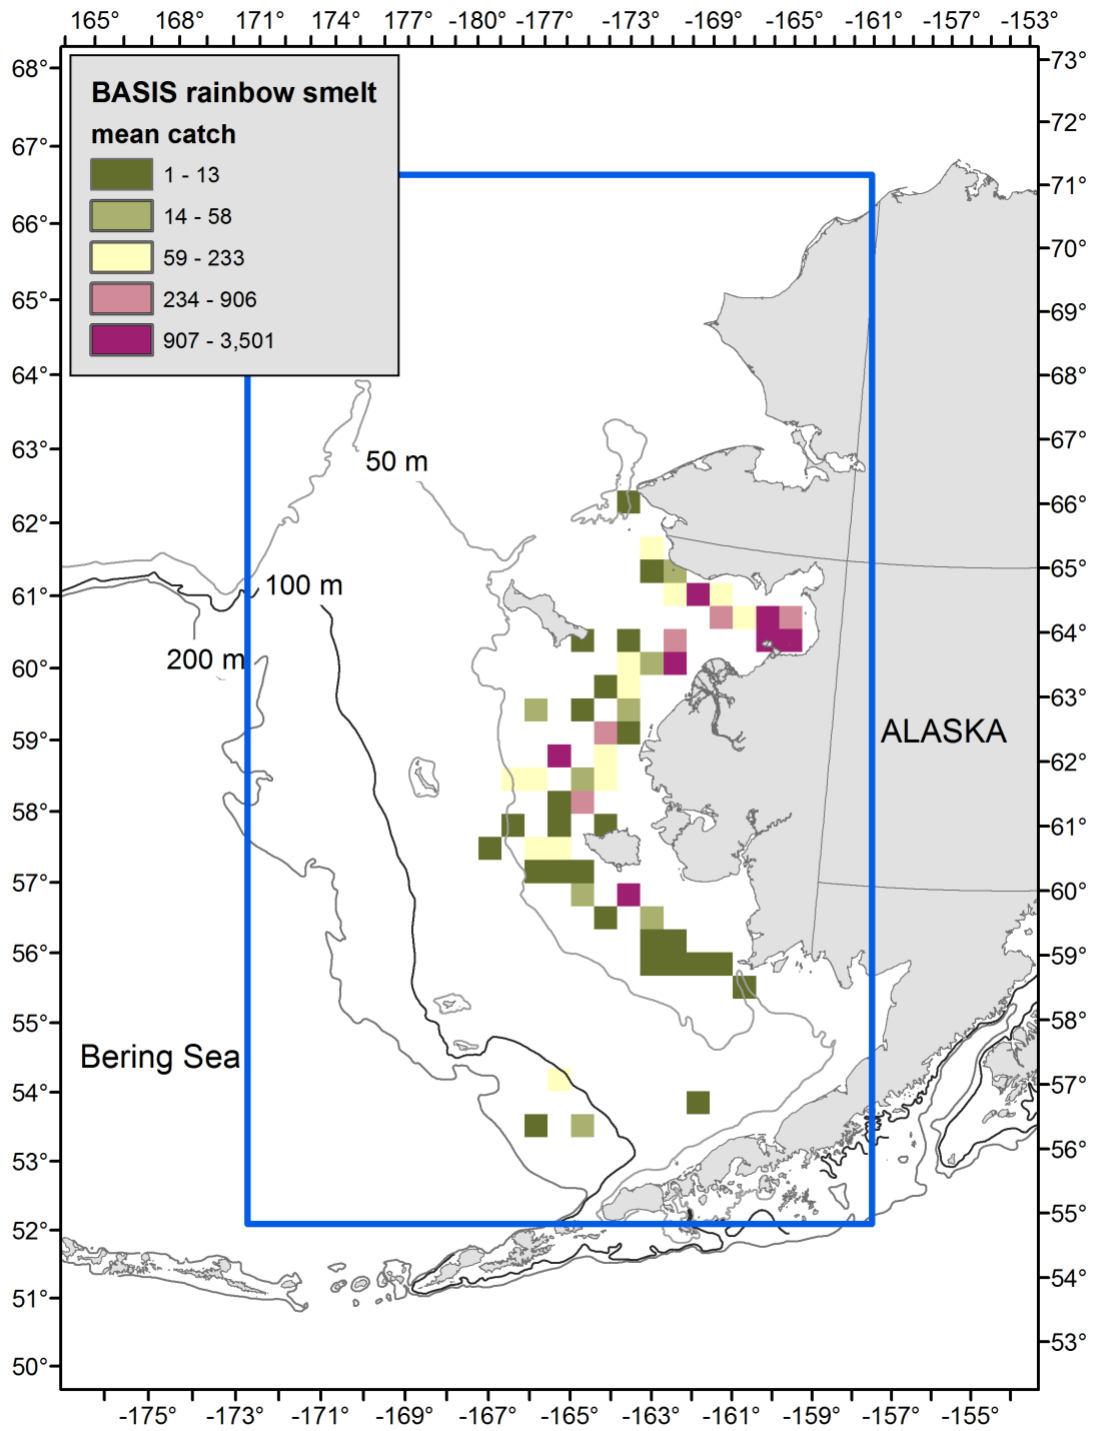 165° 168° 171° 174° 177° -180° -177° -173° -169° -165° -161° -157° -153°
BASIS rainbow smelt
mean catch
1 - 13
14 - 58
59 - 233
234 - 906
907 - 3,501
68°
67°
66°
65°
64°
63°
62°
61°
60°
59°
58°
57°
56°
55°
54°
53°
52°
51°
50°
50 m
100 m
200 m
ALASKA
Bering Sea
73°
72°
71°
70°
69°
68°
67°
66°
65°
64°
63°
62°
61°
60°
59°
58°
57°
56°
55°
54°
53°
-175° -173° -171° -169° -167° -165° -163° -161° -159° -157° -155°